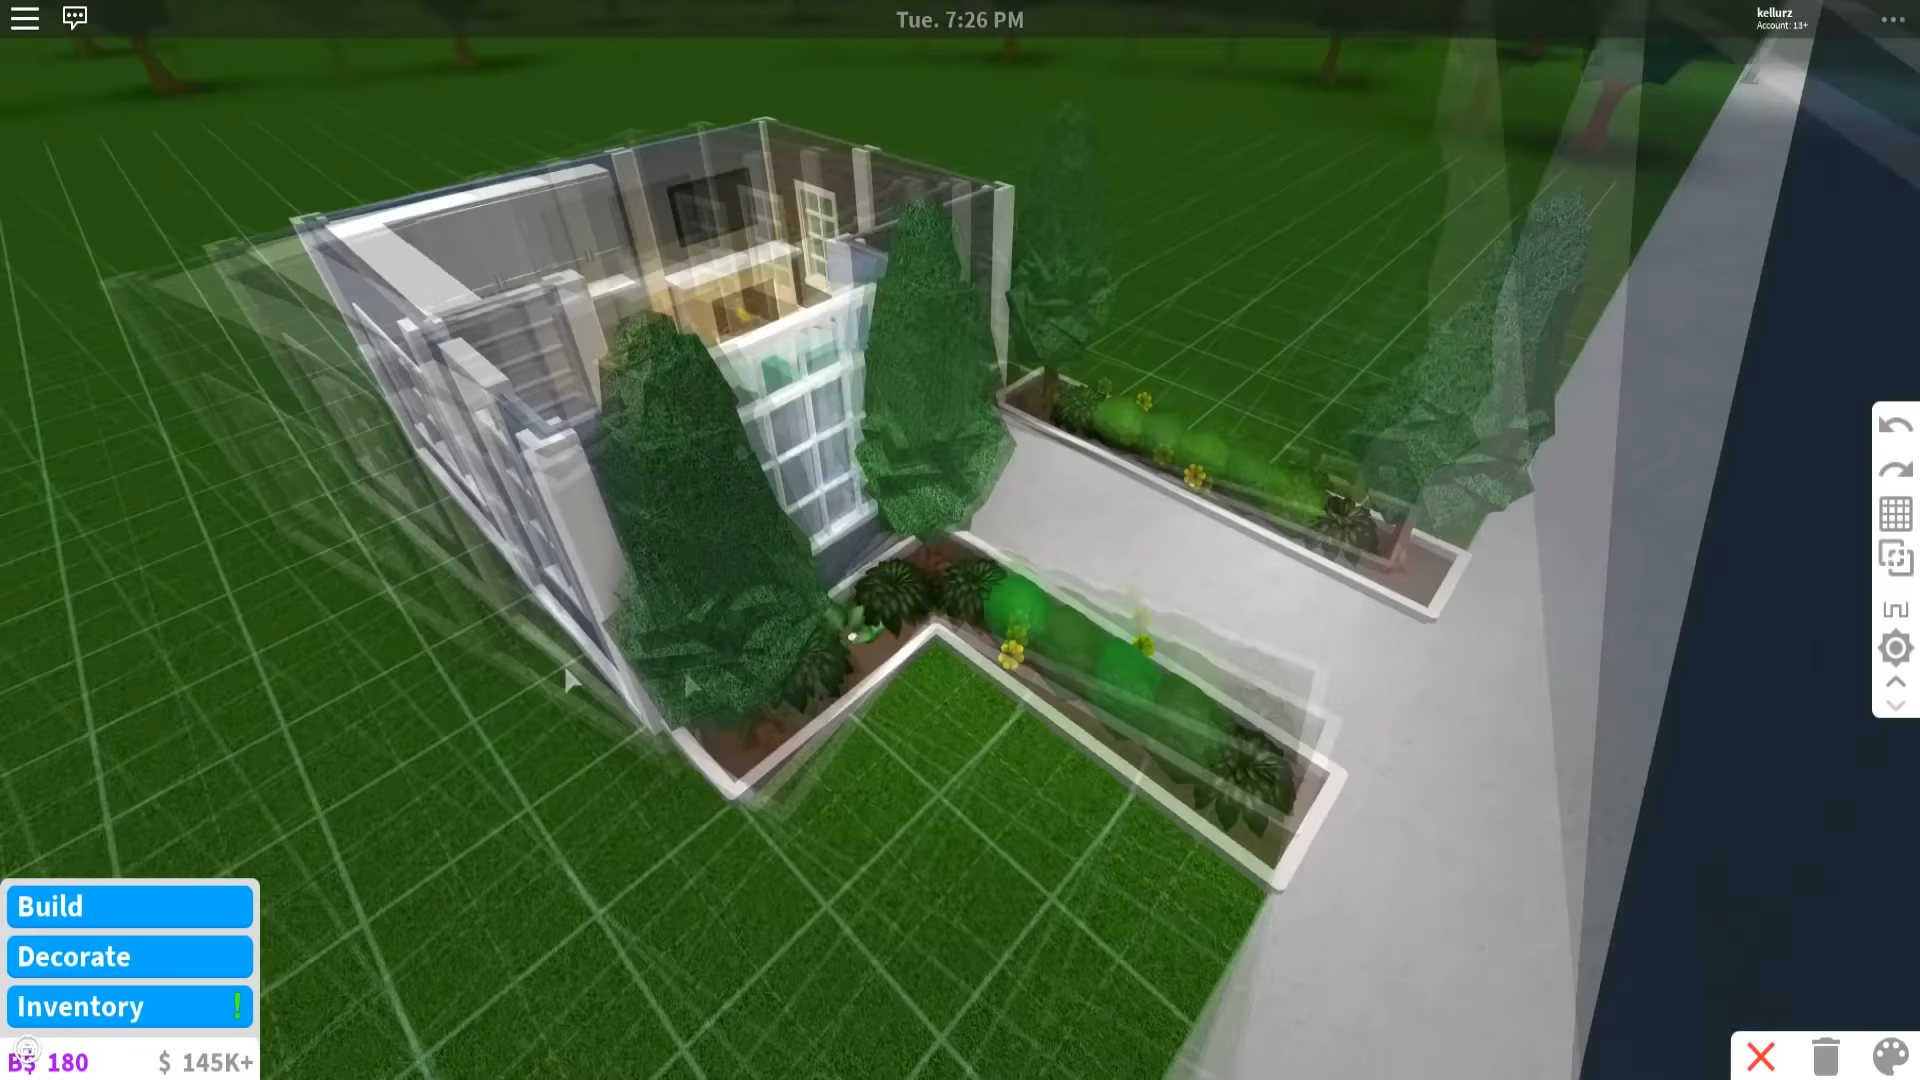 Tue. 7:26 PM
kellurz
Account: 13+
Build
Decorate
Inventory !
B$ 180
$ 145K+